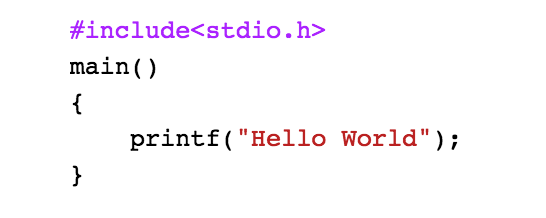 #include<stdio.h>
main()
{
    printf("Hello World");
}